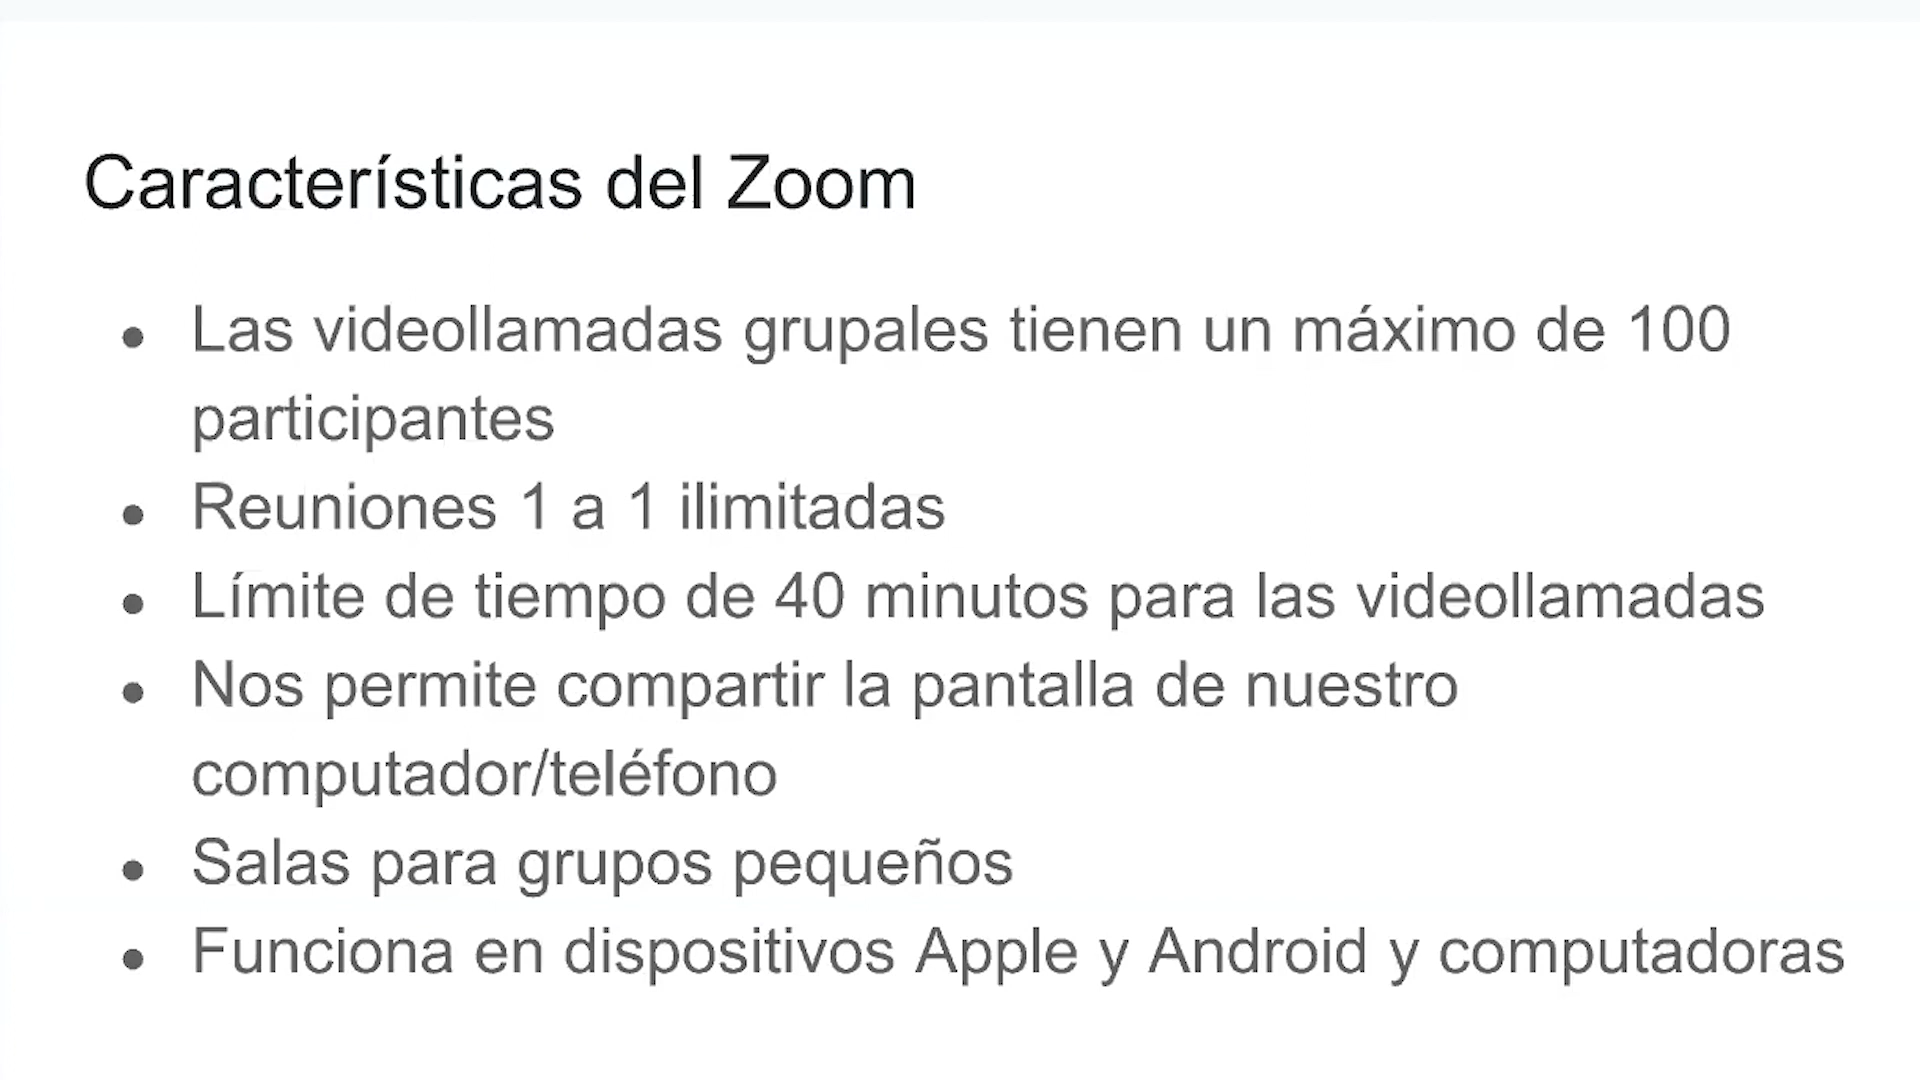 Características del Zoom
● Las videollamadas grupales tienen un máximo de 100
participantes
● Reuniones 1 a 1 ilimitadas
● Límite de tiempo de 40 minutos para las videollamadas
● Nos permite compartir la pantalla de nuestro
computador/teléfono
● Salas para grupos pequeños
● Funciona en dispositivos Apple y Android y computadoras